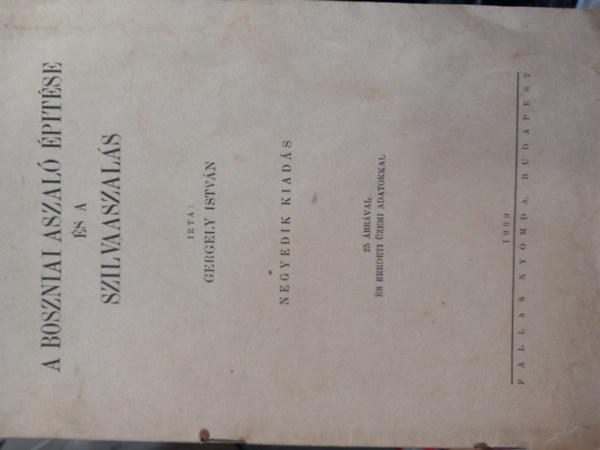 A BOSZNIAI ASZALÓ ÉPITÉSE
ÉS A
SZILVAASZALÁS
IRTA:
GERGELY ISTVÁN
NEGYEDIK KIADÁS
25 ÁBRÁVAL
ÉS EREDETI ÜZEMI ADATOKKAL
1939
PALLAS NYOMDA, BUDAPEST